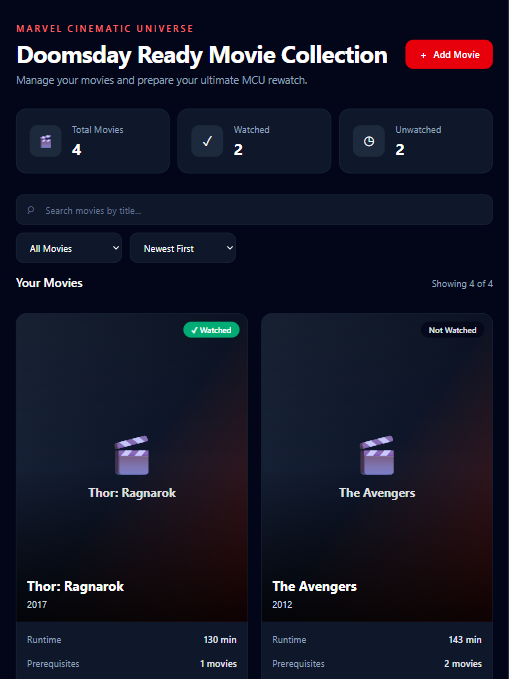 MARVEL CINEMATIC UNIVERSE
Doomsday Ready Movie Collection
+ Add Movie
Manage your movies and prepare your ultimate MCU rewatch.
Total Movies
4
Watched
2
Unwatched
2
Search movies by title...
All Movies
Newest First
Your Movies
Showing 4 of 4
✓ Watched
Thor: Ragnarok
Thor: Ragnarok
2017
Runtime 130 min
Prerequisites 1 movies
Not Watched
The Avengers
The Avengers
2012
Runtime 143 min
Prerequisites 2 movies